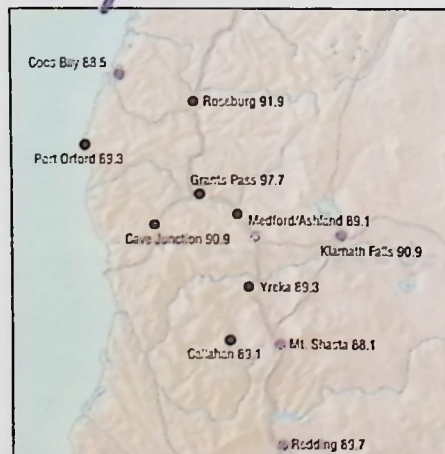 Coos Bay 88.5
Roseburg 91.9
Port Orford 89.3
Grants Pass 97.7
Medford/Ashland 89.1
Cave Junction 90.9
Klamath Falls 90.9
Yreka 89.3
Callahan 89.1
Mt. Shasta 88.1
Redding 89.7